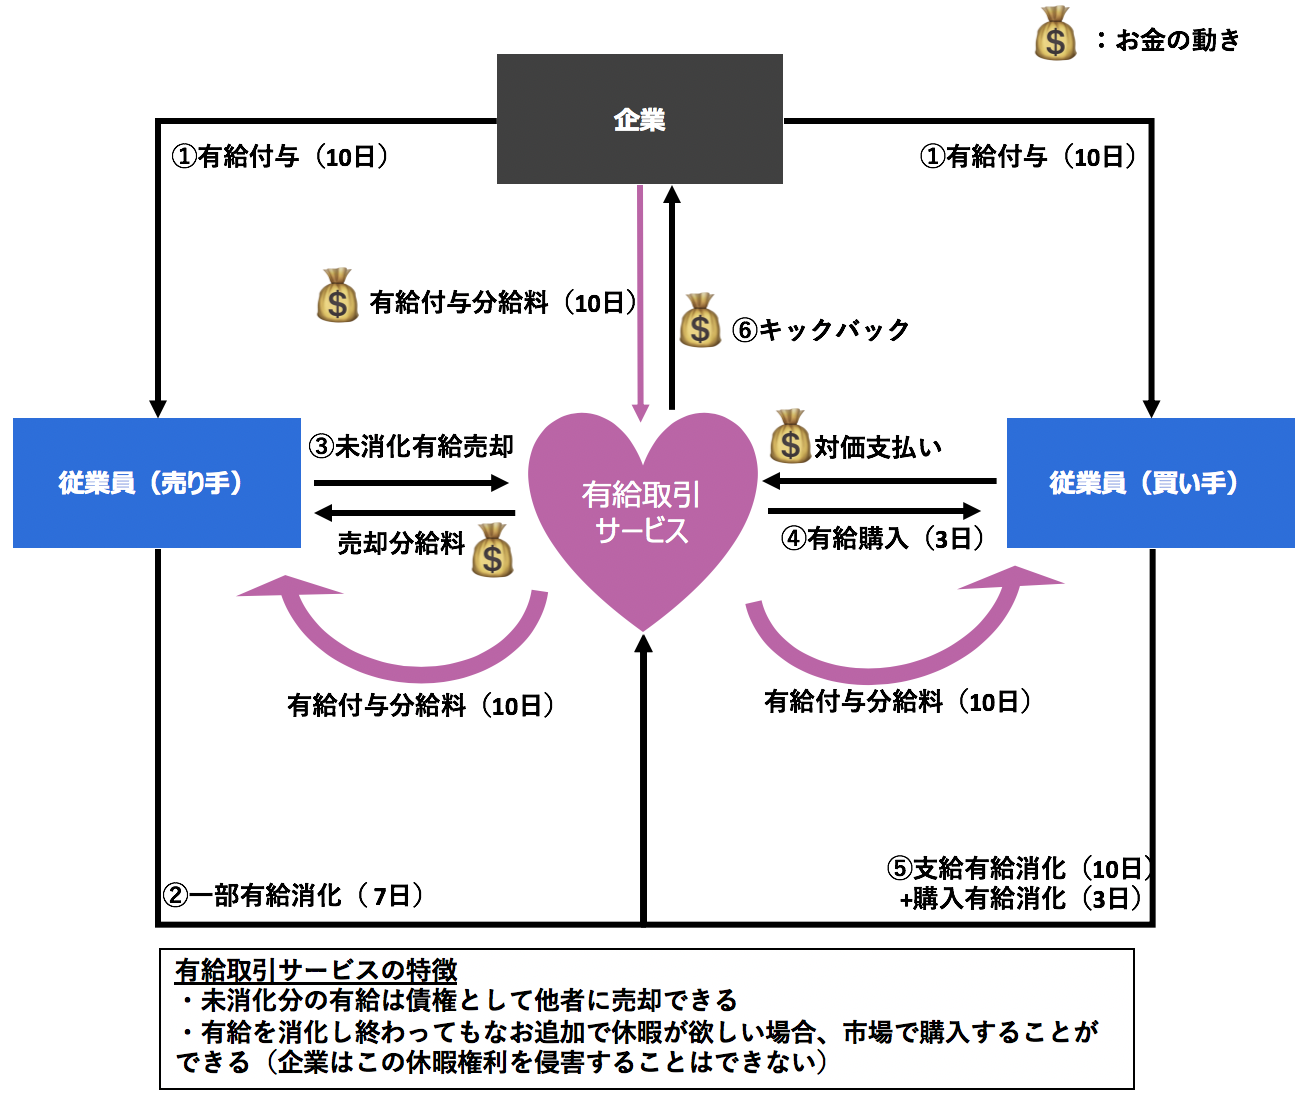 ：お金の動き
企業
①有給付与（10日）
①有給付与（10日）
有給付与分給料（10日）
⑥キックバック
③未消化有給売却
対価支払い
従業員（売り手）
有給取引
サービス
従業員（買い手）
売却分給料
④有給購入（3日）
有給付与分給料（10日）
有給付与分給料（10日）
②一部有給消化（ 7日）
⑤支給有給消化（10日）
+購入有給消化（3日）
有給取引サービスの特徴
・未消化分の有給は債権として他者に売却できる
・有給を消化し終わってもなお追加で休暇が欲しい場合、市場で購入することが
できる（企業はこの休暇権利を侵害することはできない）